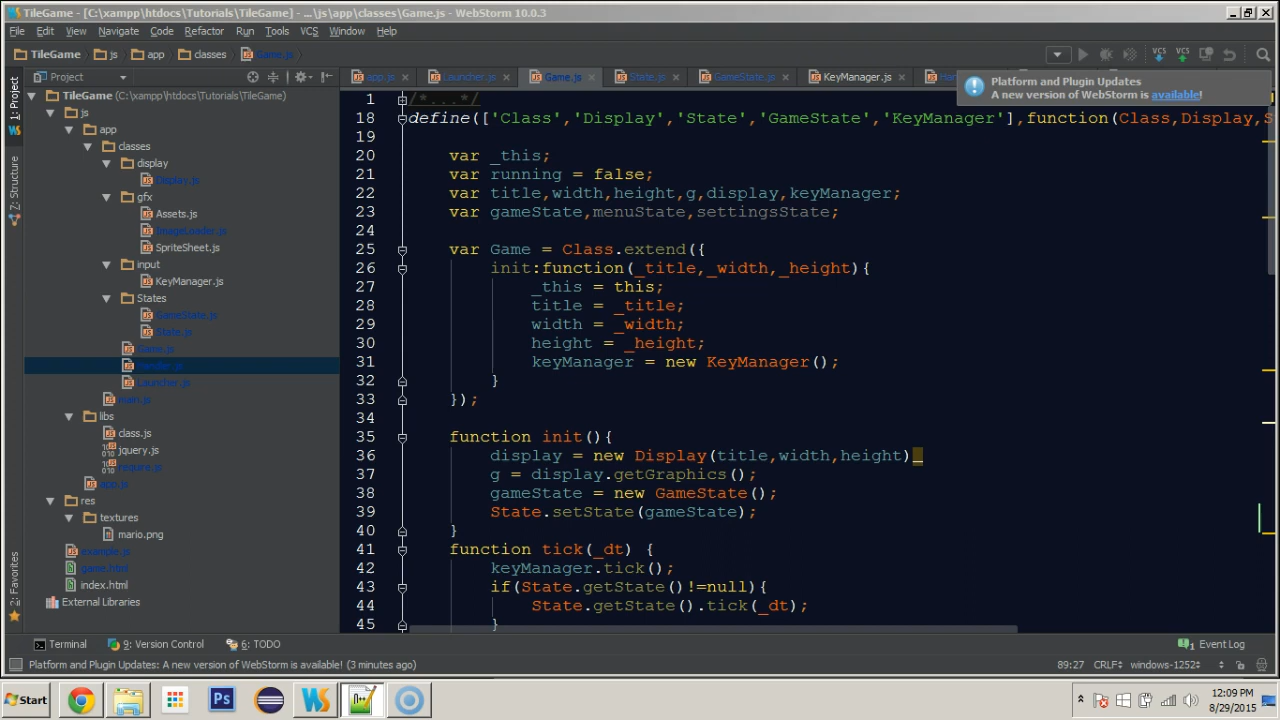 TileGame - [C:\xampp\htdocs\Tutorials\TileGame] - ...\js\app\classes\Game.js - WebStorm 10.0.3
File Edit View Navigate Code Refactor Run Tools VCS Window Help
TileGame js app classes Game.js
VCS VCS
Project
app.js Launcher.js Game.js State.js GameState.js KeyManager.js
Platform and Plugin Updates
A new version of WebStorm is available!
1: Project
Z: Structure
2: Favorites
TileGame (C:\xampp\htdocs\Tutorials\TileGame)
js
app
classes
display
Display.js
gfx
Assets.js
ImageLoader.js
SpriteSheet.js
input
KeyManager.js
States
GameState.js
State.js
Game.js
Handler.js
Launcher.js
main.js
libs
class.js
jquery.js
require.js
app.js
res
textures
mario.png
example.js
game.html
index.html
External Libraries
1 /*...*/
18 define(['Class','Display','State','GameState','KeyManager'],function(Class,Display,S
19
20 var _this;
21 var running = false;
22 var title,width,height,g,display,keyManager;
23 var gameState,menuState,settingsState;
24
25 var Game = Class.extend({
26 init:function(_title,_width,_height){
27 _this = this;
28 title = _title;
29 width = _width;
30 height = _height;
31 keyManager = new KeyManager();
32 }
33 });
34
35 function init(){
36 display = new Display(title,width,height)
37 g = display.getGraphics();
38 gameState = new GameState();
39 State.setState(gameState);
40 }
41 function tick(_dt) {
42 keyManager.tick();
43 if(State.getState()!=null){
44 State.getState().tick(_dt);
45 }
Terminal 9: Version Control 6: TODO 1 Event Log
Platform and Plugin Updates: A new version of WebStorm is available! (3 minutes ago) 89:27 CRLF windows-1252
Start Ps WS 12:09 PM
8/29/2015